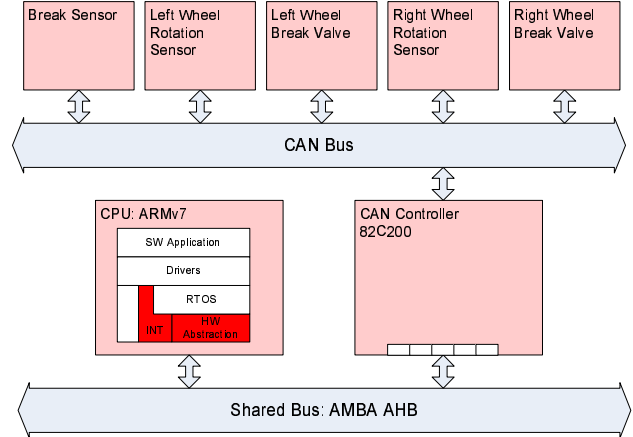 Break Sensor
Left Wheel
Rotation
Sensor
Left Wheel
Break Valve
Right Wheel
Rotation
Sensor
Right Wheel
Break Valve
CAN Bus
CPU: ARMv7
SW Application
Drivers
RTOS
INT
HW
Abstraction
CAN Controller
82C200
Shared Bus: AMBA AHB